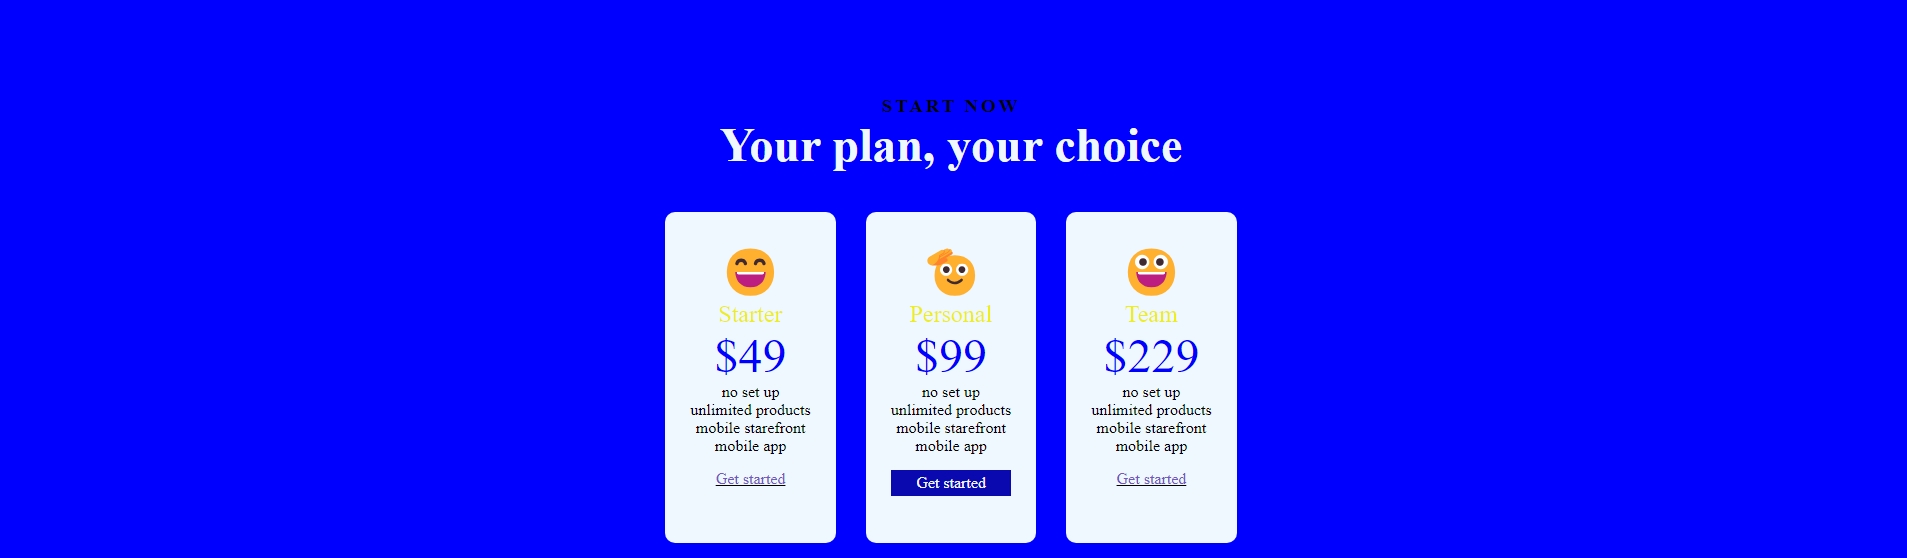 START NOW
Your plan, your choice
Starter
$49
no set up
unlimited products
mobile starefront
mobile app
Get started
Personal
$99
no set up
unlimited products
mobile starefront
mobile app
Get started
Team
$229
no set up
unlimited products
mobile starefront
mobile app
Get started